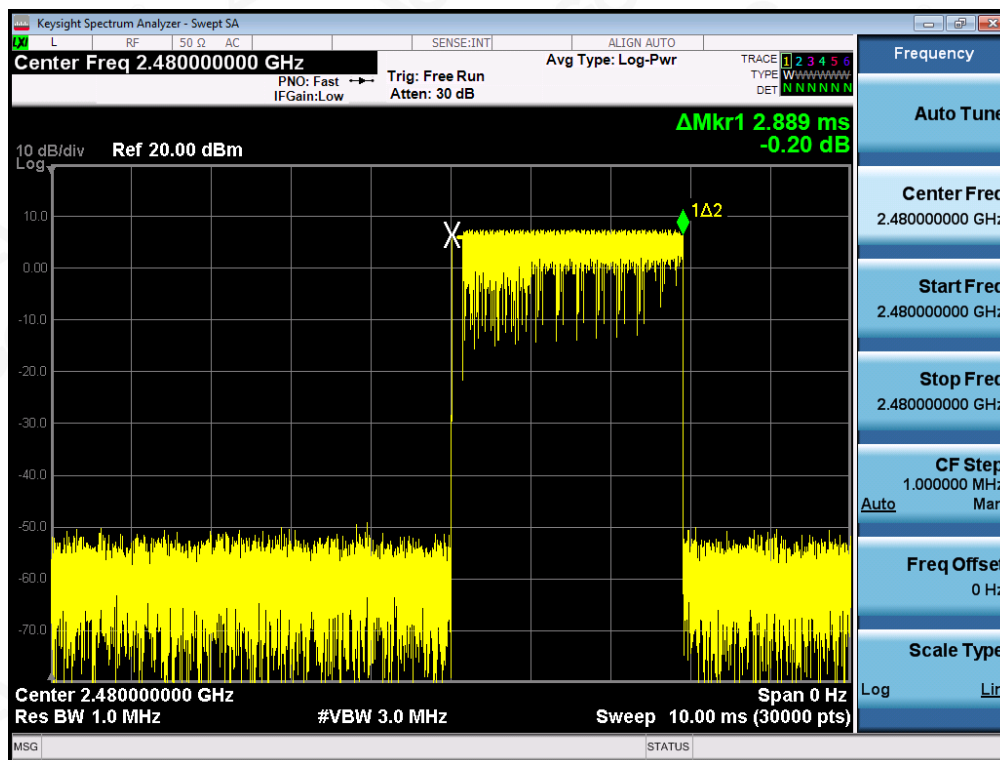 Keysight Spectrum Analyzer - Swept SA
LXI L RF 50 Ω AC SENSE:INT ALIGN AUTO
Center Freq 2.480000000 GHz
PNO: Fast
IFGain:Low
Trig: Free Run
Atten: 30 dB
Avg Type: Log-Pwr
TRACE 1 2 3 4 5 6
TYPE W
DET N N N N N N
ΔMkr1 2.889 ms
-0.20 dB
10 dB/div Ref 20.00 dBm
Log
1Δ2
10.0
0.00
-10.0
-20.0
-30.0
-40.0
-50.0
-60.0
-70.0
Center 2.480000000 GHz Span 0 Hz
Res BW 1.0 MHz #VBW 3.0 MHz Sweep 10.00 ms (30000 pts)
MSG STATUS
Frequency
Auto Tune
Center Freq
2.480000000 GHz
Start Freq
2.480000000 GHz
Stop Freq
2.480000000 GHz
CF Step
1.000000 MHz
Auto Man
Freq Offset
0 Hz
Scale Type
Log Lin